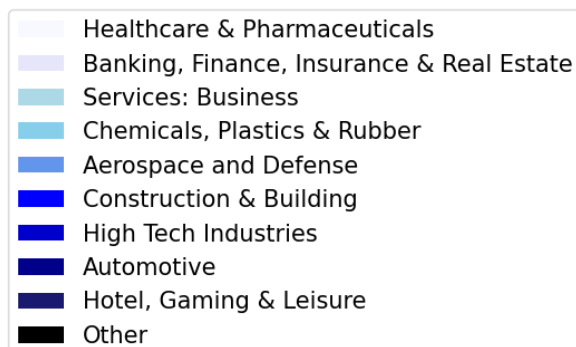 Healthcare & Pharmaceuticals
Banking, Finance, Insurance & Real Estate
Services: Business
Chemicals, Plastics & Rubber
Aerospace and Defense
Construction & Building
High Tech Industries
Automotive
Hotel, Gaming & Leisure
Other